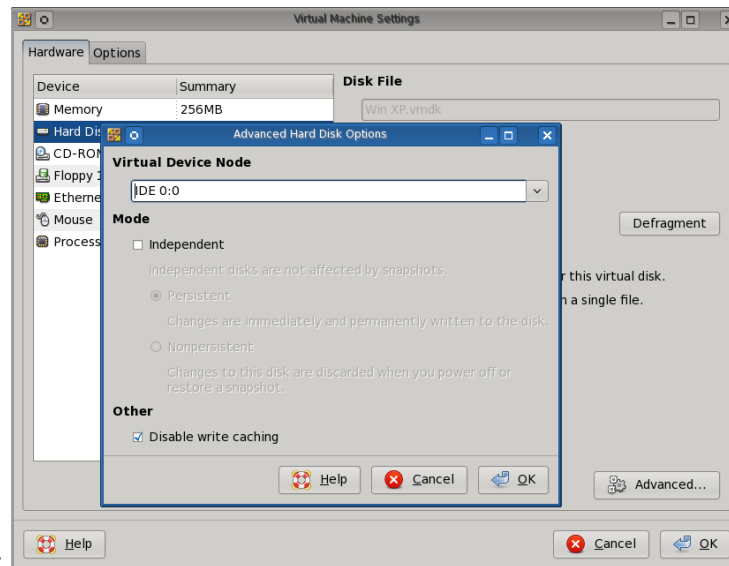 Virtual Machine Settings
Hardware Options
Device Summary
Memory 256MB
Hard Dis
CD-ROM
Floppy
Etherne
Mouse
Process
Disk File
Win XP.vmdk
Defragment
r this virtual disk.
n a single file.
Advanced...
Advanced Hard Disk Options
Virtual Device Node
IDE 0:0
Mode
Independent
Independent disks are not affected by snapshots.
Persistent
Changes are immediately and permanently written to the disk.
Nonpersistent
Changes to this disk are discarded when you power off or
restore a snapshot.
Other
Disable write caching
Help Cancel OK
Help Cancel OK